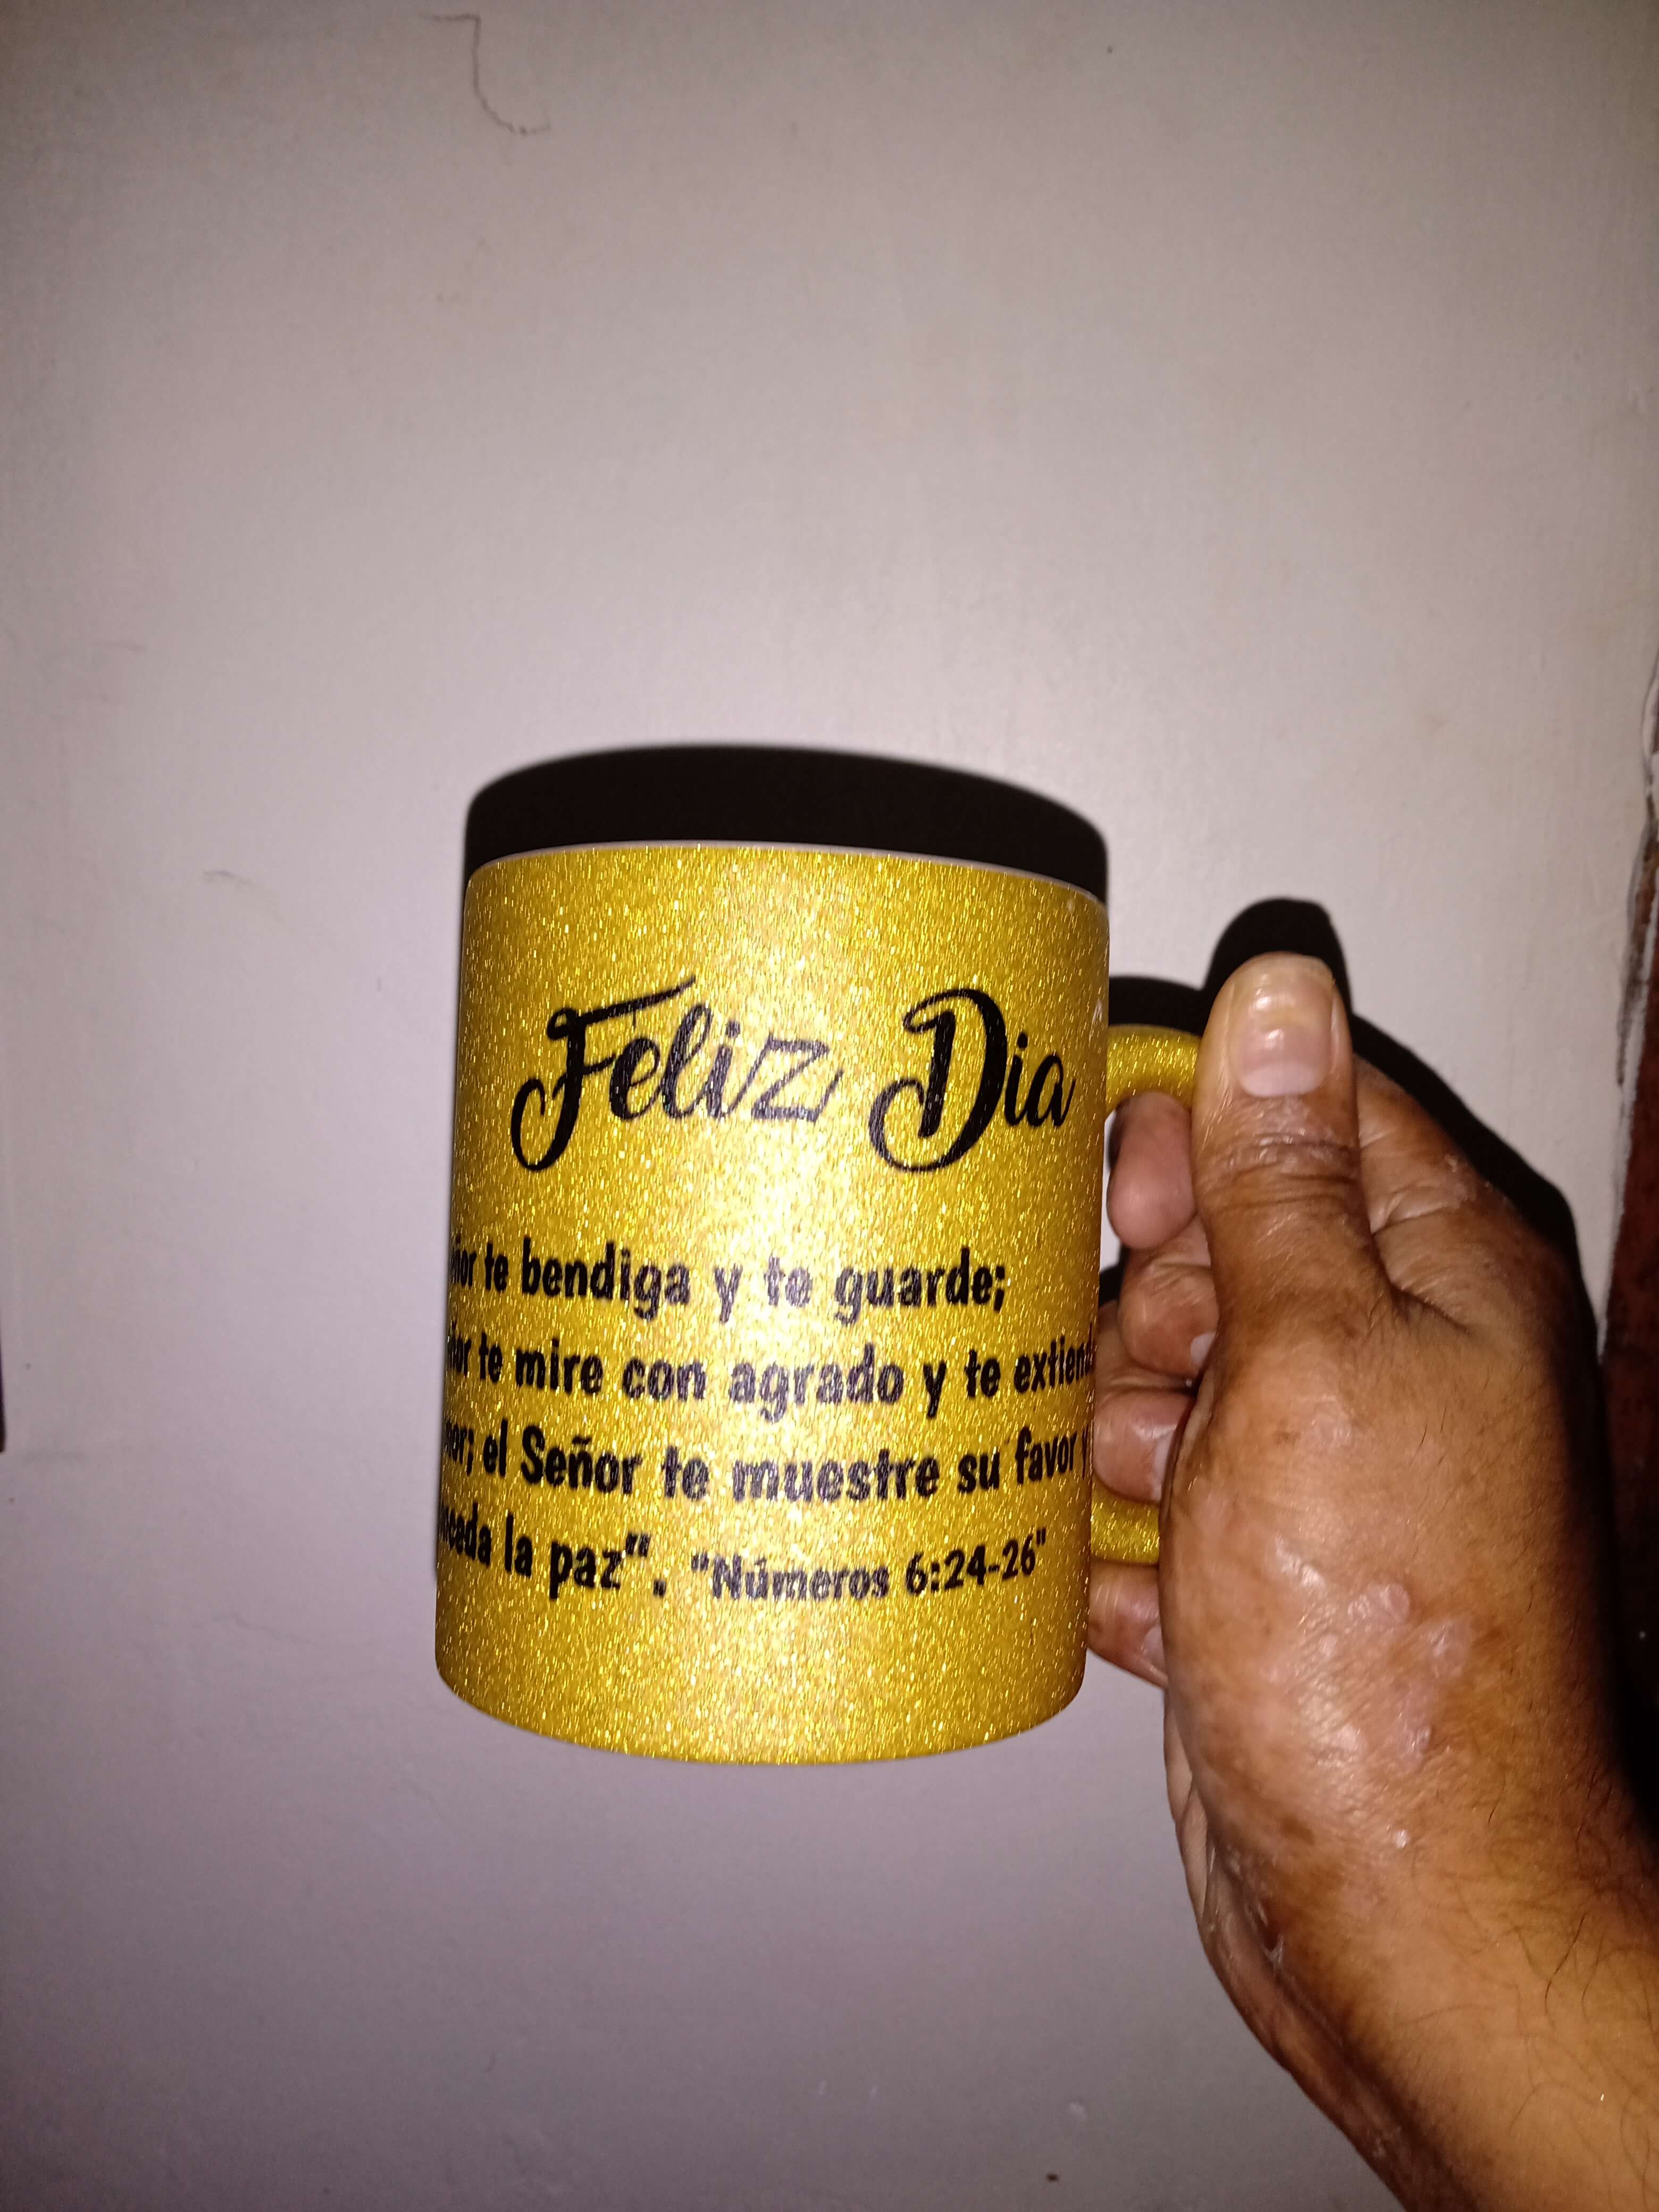 Feliz Dia
te bendiga y te guarde;
te mire con agrado y te
el Señor te muestre su favor
la paz". "Números 6:24-26"